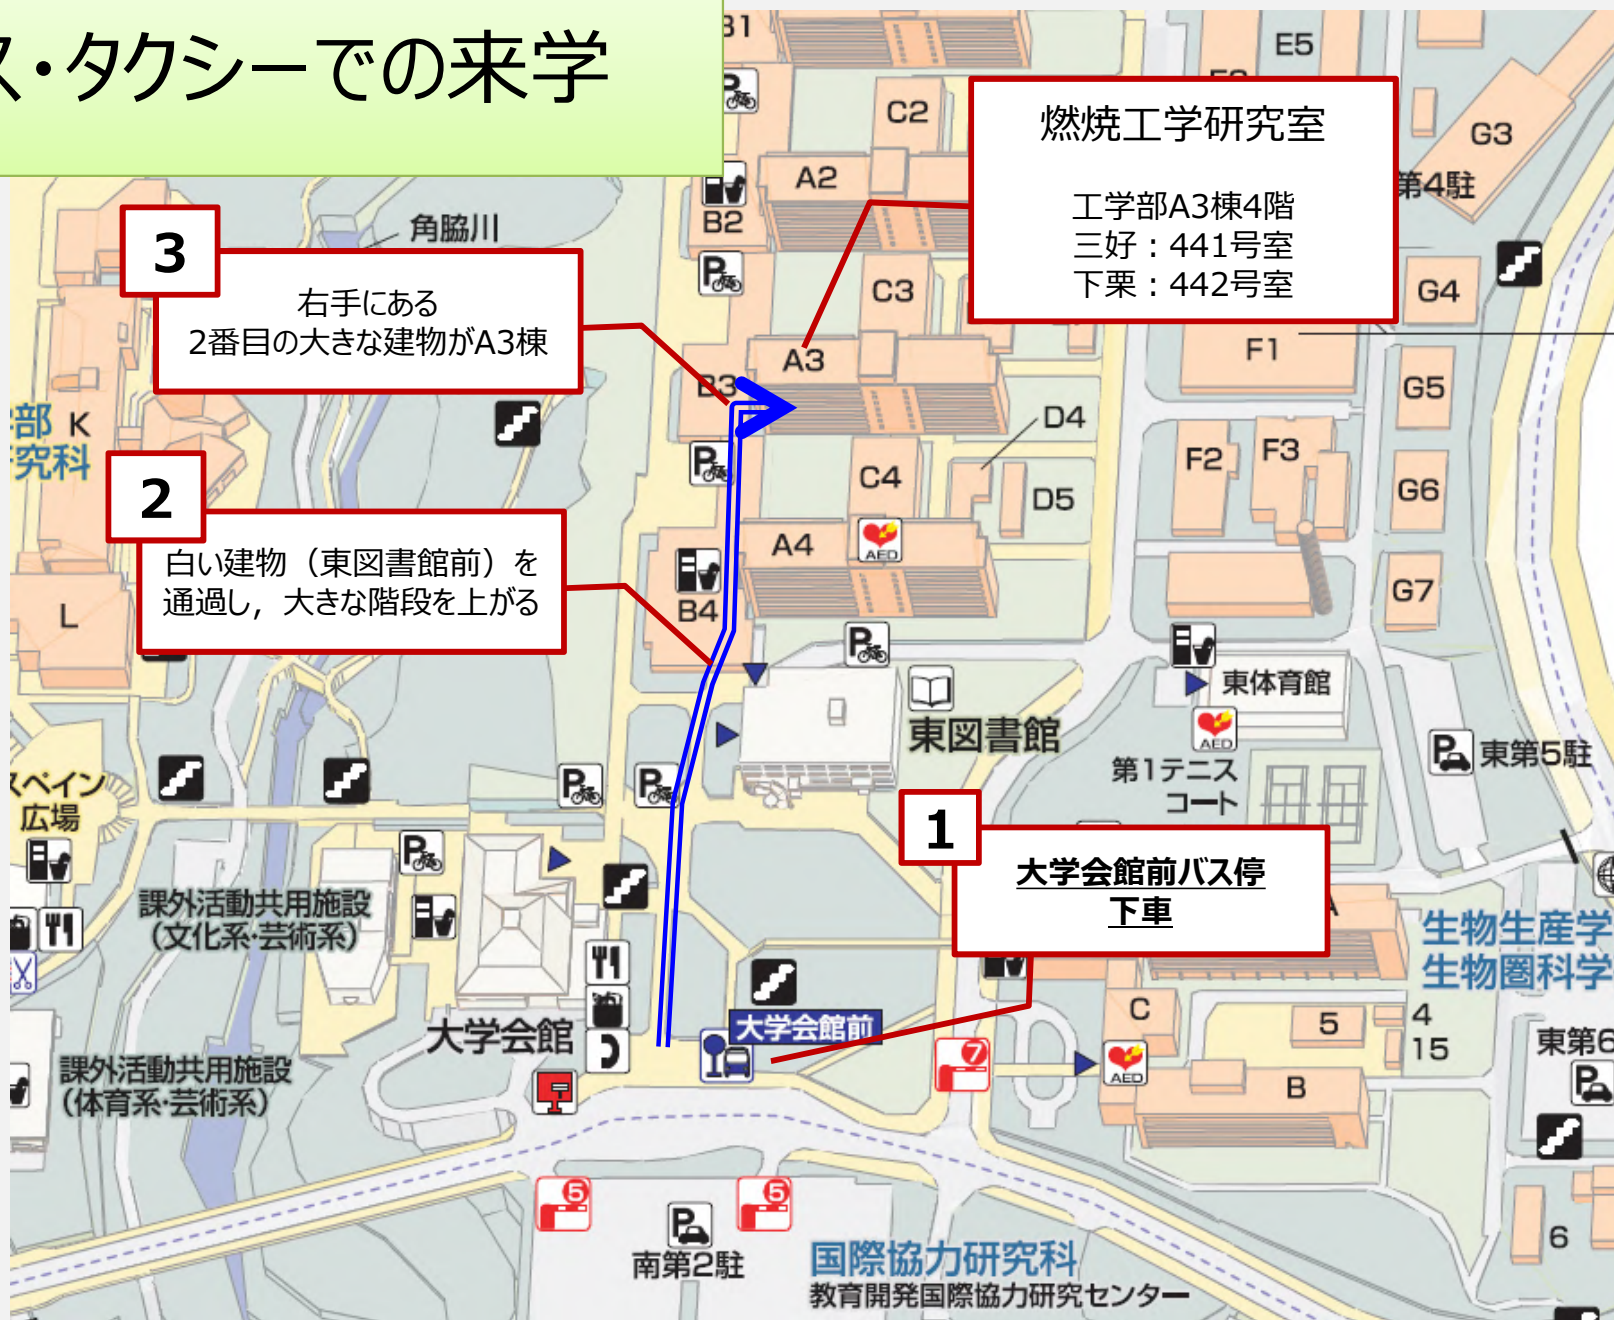 ス・タクシーでの来学
B1
E5
C2
G3
燃焼工学研究室
工学部A3棟4階
三好：441号室
下栗：442号室
A2
第4駐
B2
角脇川
3
右手にある
2番目の大きな建物がA3棟
C3
G4
A3
F1
B3
G5
D4
部 K
究科
F2
F3
C4
G6
D5
2
白い建物（東図書館前）を
通過し，大きな階段を上がる
A4
AED
B4
G7
L
東体育館
AED
東図書館
第1テニス
コート
東第5駐
スペイン
広場
1
大学会館前バス停
下車
課外活動共用施設
（文化系・芸術系）
A
生物生産学
生物圏科学
大学会館前
大学会館
C
5
4
15
東第6
7
AED
B
課外活動共用施設
（体育系・芸術系）
5
5
南第2駐
国際協力研究科
教育開発国際協力研究センター
6